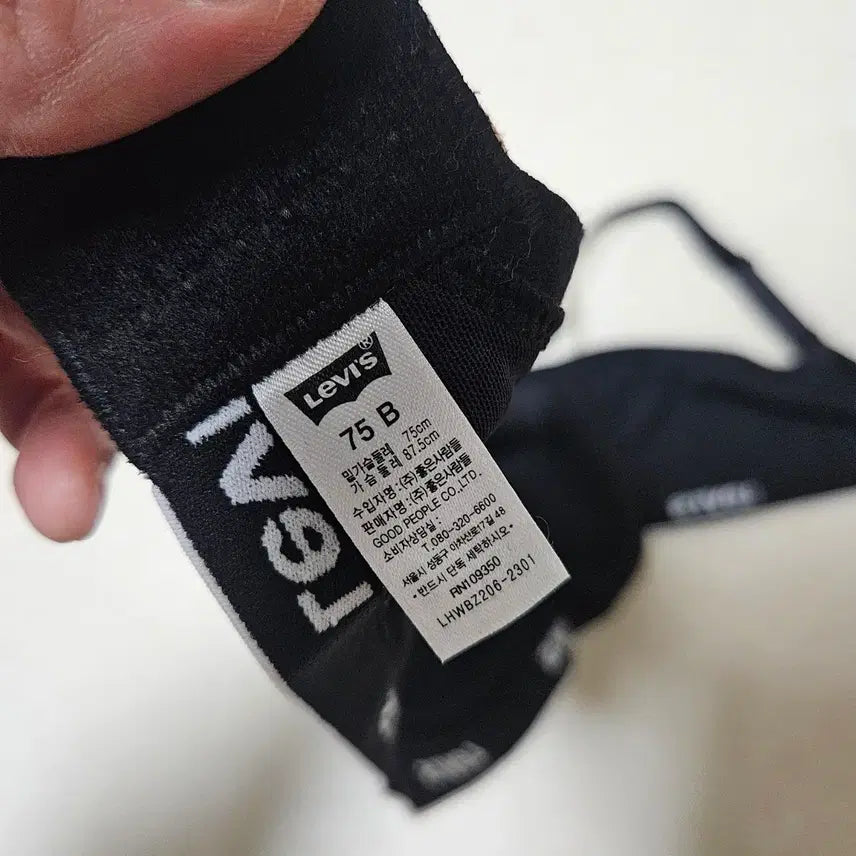 Levi's®
75 B
밑가슴둘레 75cm
가 슴 둘 레 87.5cm
수입자명 : (주)좋은사람들
판매자명 : (주)좋은사람들
GOOD PEOPLE CO.,LTD.
소비자상담실 :
T.080-320-6600
서울시 성동구 아차산로17길 48
* 반드시 단독 세탁하시오 *
RN109350
LHWBZ206-2301
Levi